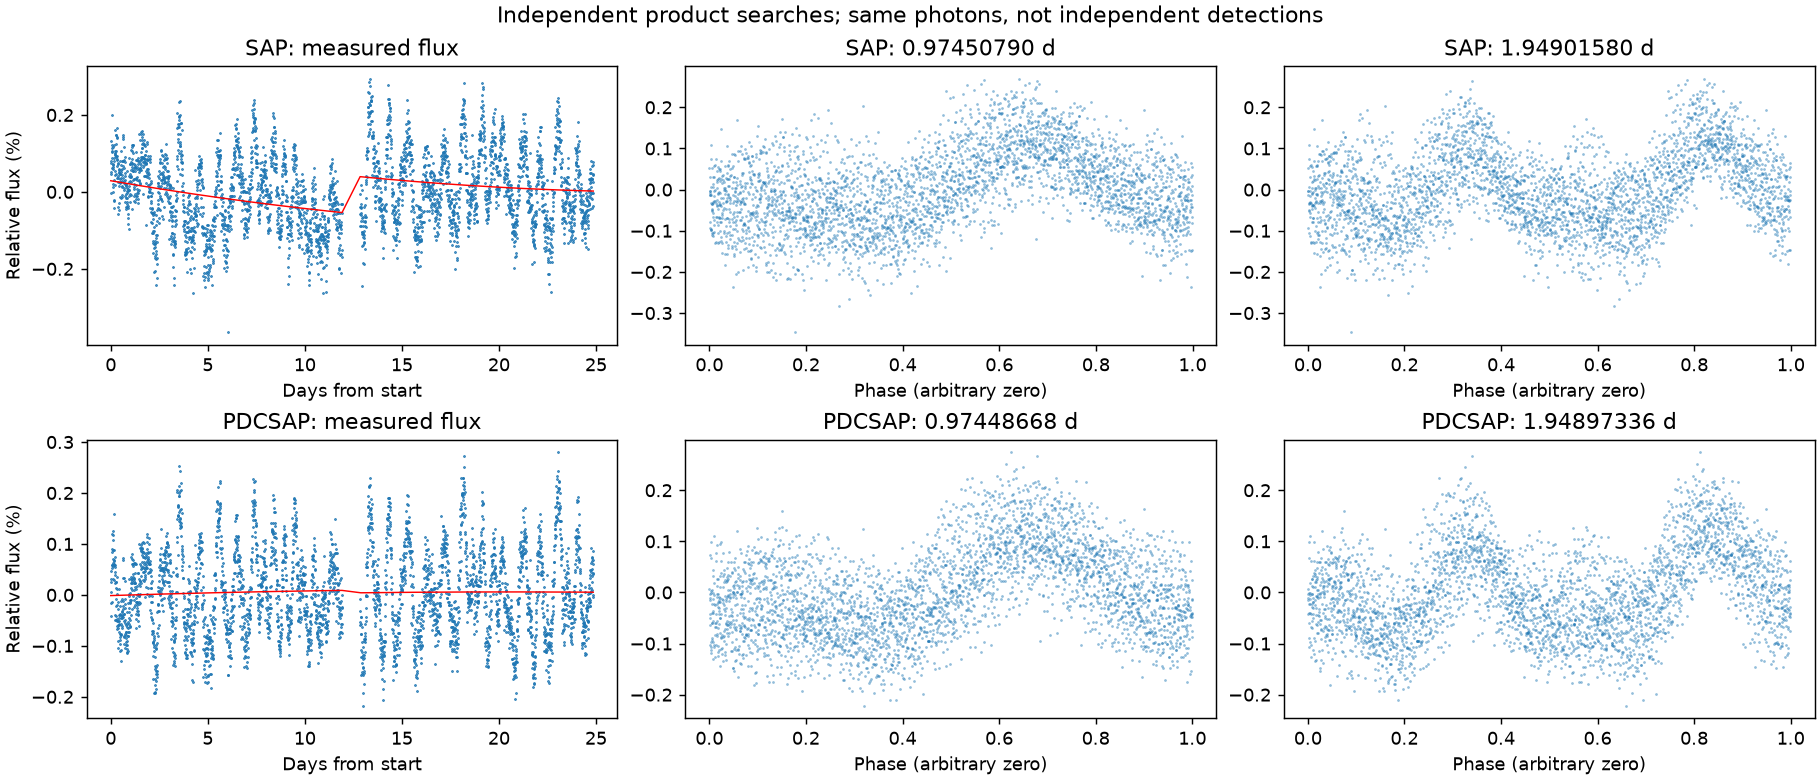 Independent product searches; same photons, not independent detections
SAP: measured flux
SAP: 0.97450790 d
SAP: 1.94901580 d
Relative flux (%)
0.2
0.0
−0.2
0 5 10 15 20 25
Days from start
0.2
0.1
0.0
−0.1
−0.2
−0.3
0.0 0.2 0.4 0.6 0.8 1.0
Phase (arbitrary zero)
0.2
0.1
0.0
−0.1
−0.2
−0.3
0.0 0.2 0.4 0.6 0.8 1.0
Phase (arbitrary zero)
PDCSAP: measured flux
PDCSAP: 0.97448668 d
PDCSAP: 1.94897336 d
Relative flux (%)
0.3
0.2
0.1
0.0
−0.1
−0.2
0 5 10 15 20 25
Days from start
0.2
0.1
0.0
−0.1
−0.2
0.0 0.2 0.4 0.6 0.8 1.0
Phase (arbitrary zero)
0.2
0.1
0.0
−0.1
−0.2
0.0 0.2 0.4 0.6 0.8 1.0
Phase (arbitrary zero)